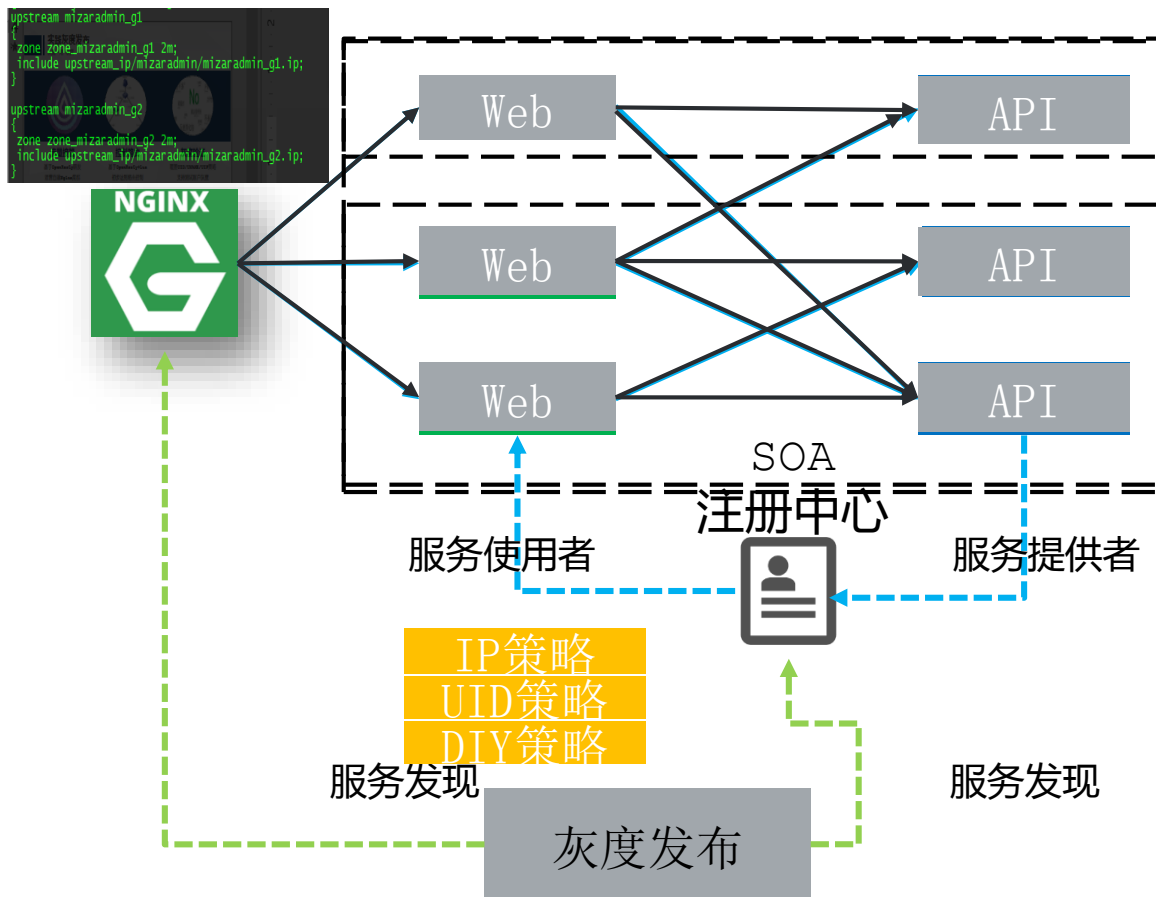 upstream mizaradmin_g1
{
zone zone_mizaradmin_g1 2m;
include upstream_ip/mizaradmin/mizaradmin_g1.ip;
}
upstream mizaradmin_g2
{
zone zone_mizaradmin_g2 2m;
include upstream_ip/mizaradmin/mizaradmin_g2.ip;
}
NGINX
Web
API
Web
API
Web
API
SOA
注册中心
服务使用者
服务提供者
IP策略
UID策略
DIY策略
服务发现
服务发现
灰度发布